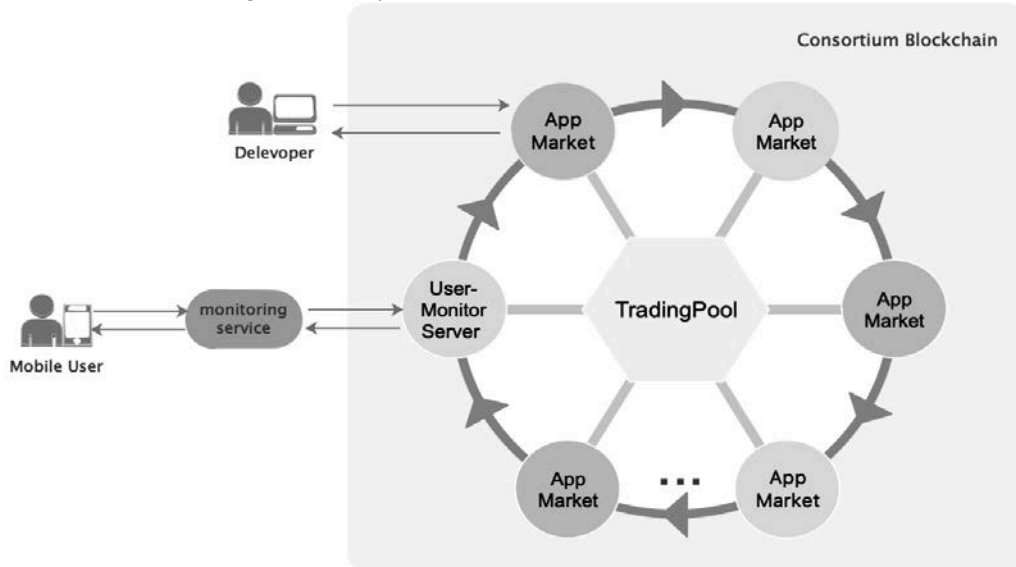 Consortium Blockchain
Delevoper
App
Market
App
Market
User-
Monitor
Server
TradingPool
App
Market
monitoring
service
Mobile User
App
Market
...
App
Market